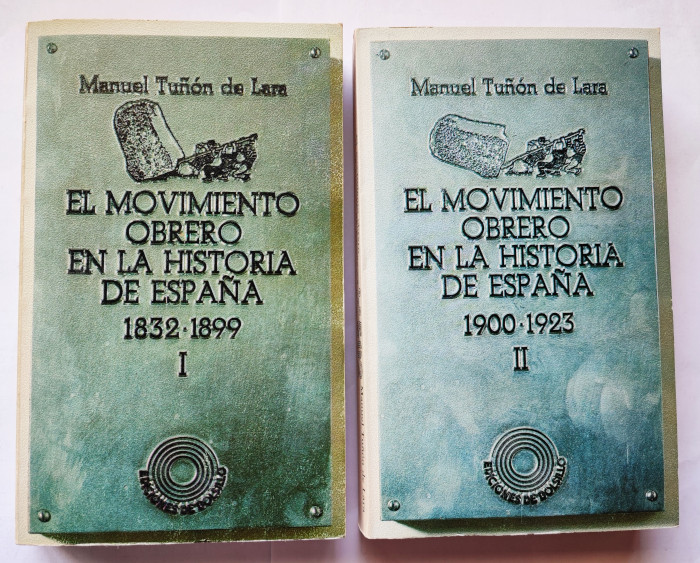 Manuel Tuñón de Lara
EL MOVIMIENTO
OBRERO
EN LA HISTORIA
DE ESPAÑA
1832·1899
I
EDICIONES DE BOLSILLO
Manuel Tuñón de Lara
EL MOVIMIENTO
OBRERO
EN LA HISTORIA
DE ESPAÑA
1900·1923
II
EDICIONES DE BOLSILLO